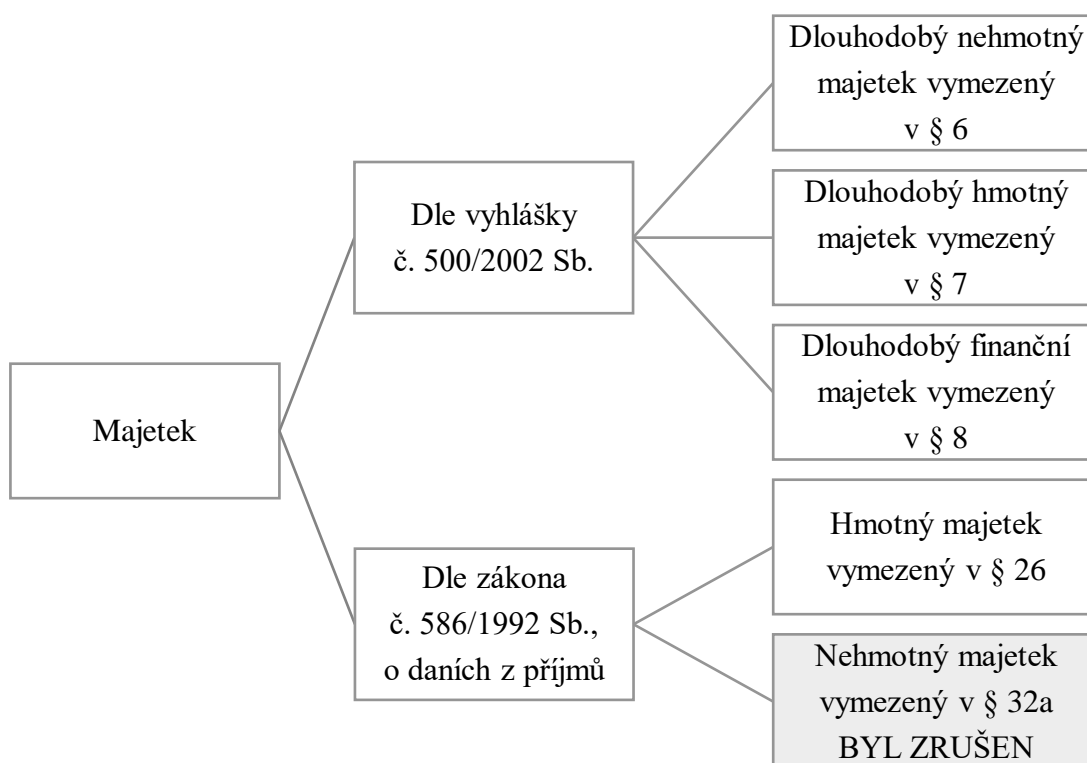 Majetek
Dle vyhlášky
č. 500/2002 Sb.
Dlouhodobý nehmotný
majetek vymezený
v § 6
Dlouhodobý hmotný
majetek vymezený
v § 7
Dlouhodobý finanční
majetek vymezený
v § 8
Dle zákona
č. 586/1992 Sb.,
o daních z příjmů
Hmotný majetek
vymezený v § 26
Nehmotný majetek
vymezený v § 32a
BYL ZRUŠEN